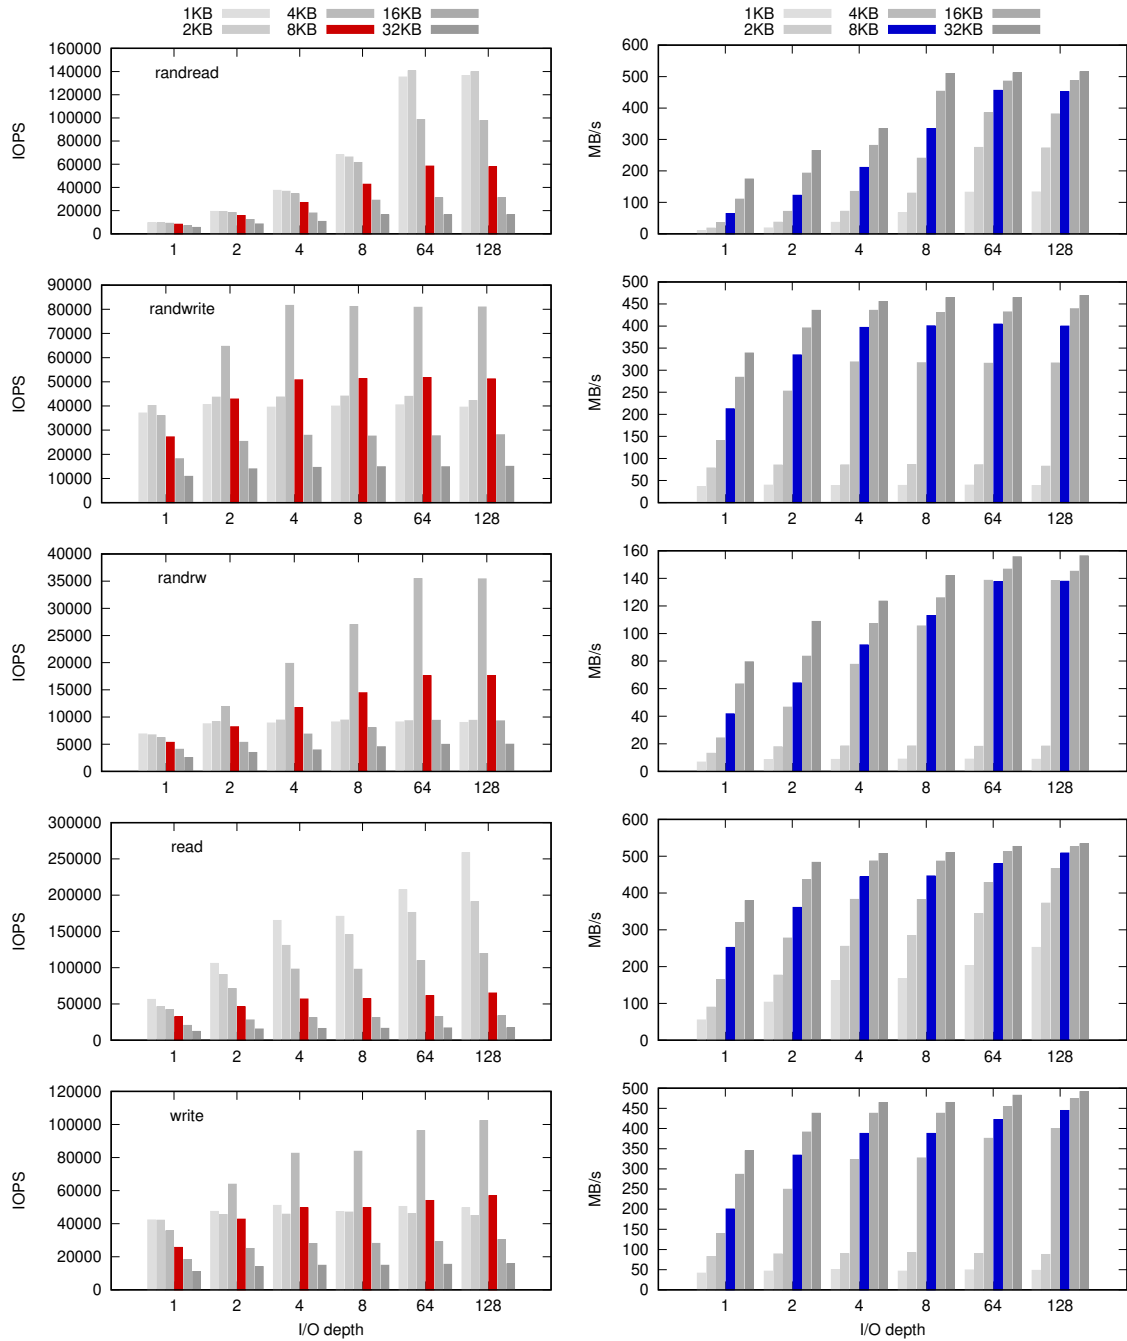 1KB 4KB 16KB
2KB 8KB 32KB
1KB 4KB 16KB
2KB 8KB 32KB
160000
140000
120000
100000
80000
60000
40000
20000
0
IOPS
randread
1 2 4 8 64 128
600
500
400
300
200
100
0
MB/s
1 2 4 8 64 128
90000
80000
70000
60000
50000
40000
30000
20000
10000
0
IOPS
randwrite
1 2 4 8 64 128
500
450
400
350
300
250
200
150
100
50
0
MB/s
1 2 4 8 64 128
40000
35000
30000
25000
20000
15000
10000
5000
0
IOPS
randrw
1 2 4 8 64 128
160
140
120
100
80
60
40
20
0
MB/s
1 2 4 8 64 128
300000
250000
200000
150000
100000
50000
0
IOPS
read
1 2 4 8 64 128
600
500
400
300
200
100
0
MB/s
1 2 4 8 64 128
120000
100000
80000
60000
40000
20000
0
IOPS
write
1 2 4 8 64 128
I/O depth
500
450
400
350
300
250
200
150
100
50
0
MB/s
1 2 4 8 64 128
I/O depth